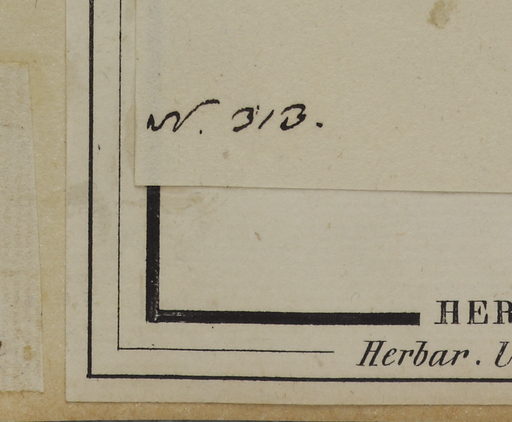 N. 313.
HER
Herbar. U